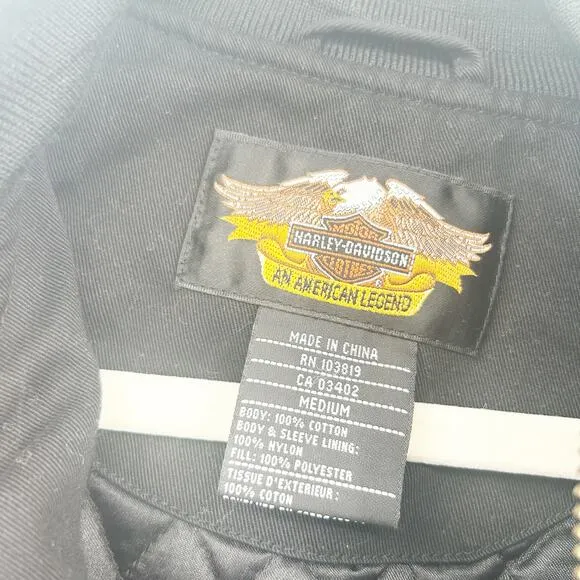 MOTOR
HARLEY-DAVIDSON
CLOTHES
®
AN AMERICAN LEGEND
MADE IN CHINA
RN 103819
CA 03402
MEDIUM
BODY: 100% COTTON
BODY & SLEEVE LINING:
100% NYLON
FILL: 100% POLYESTER
TISSUE D'EXTERIEUR:
100% COTON